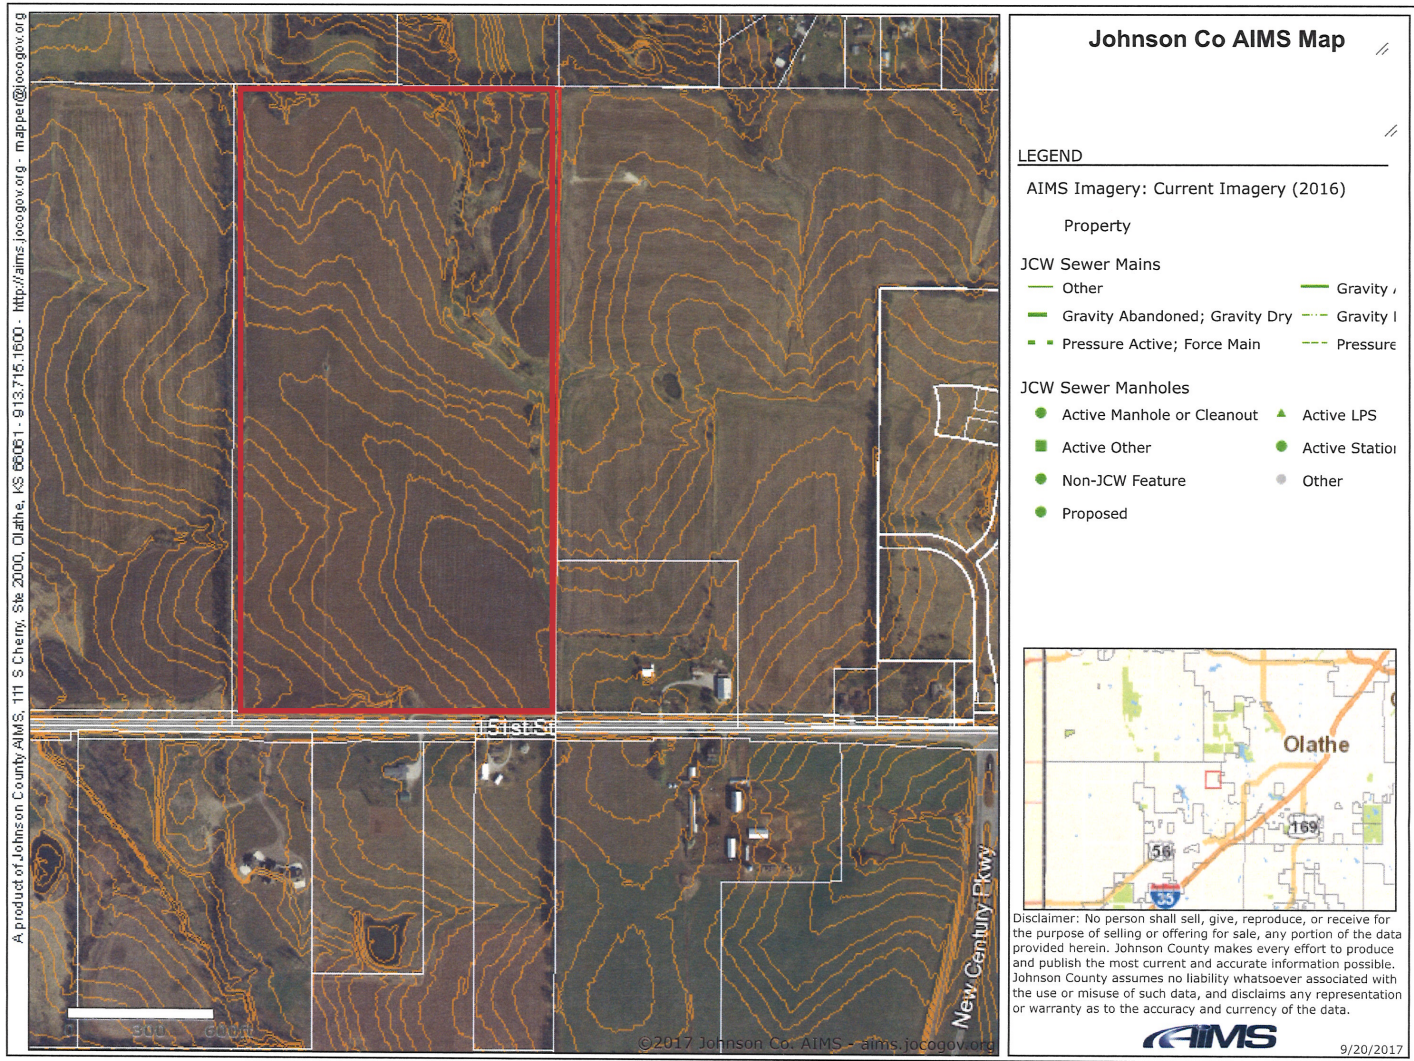 A product of Johnson County AIMS, 111 S Cherry, Ste 2000, Olathe, KS 66061 - 913.715.1600 - http://aims.jocogov.org - mapper@jocogov.org
151st St
New Century Pkwy
0 300 600ft
©2017 Johnson Co. AIMS - aims.jocogov.org
Johnson Co AIMS Map
LEGEND
AIMS Imagery: Current Imagery (2016)
Property
JCW Sewer Mains
Other
Gravity
Gravity Abandoned; Gravity Dry
Gravity
Pressure Active; Force Main
Pressure
JCW Sewer Manholes
Active Manhole or Cleanout
Active LPS
Active Other
Active
Non-JCW Feature
Other
Proposed
Olathe
169
56
35
Disclaimer: No person shall sell, give, reproduce, or receive for
the purpose of selling or offering for sale, any portion of the data
provided herein. Johnson County makes every effort to produce
and publish the most current and accurate information possible.
Johnson County assumes no liability whatsoever associated with
the use or misuse of such data, and disclaims any representation
or warranty as to the accuracy and currency of the data.
AIMS
9/20/2017